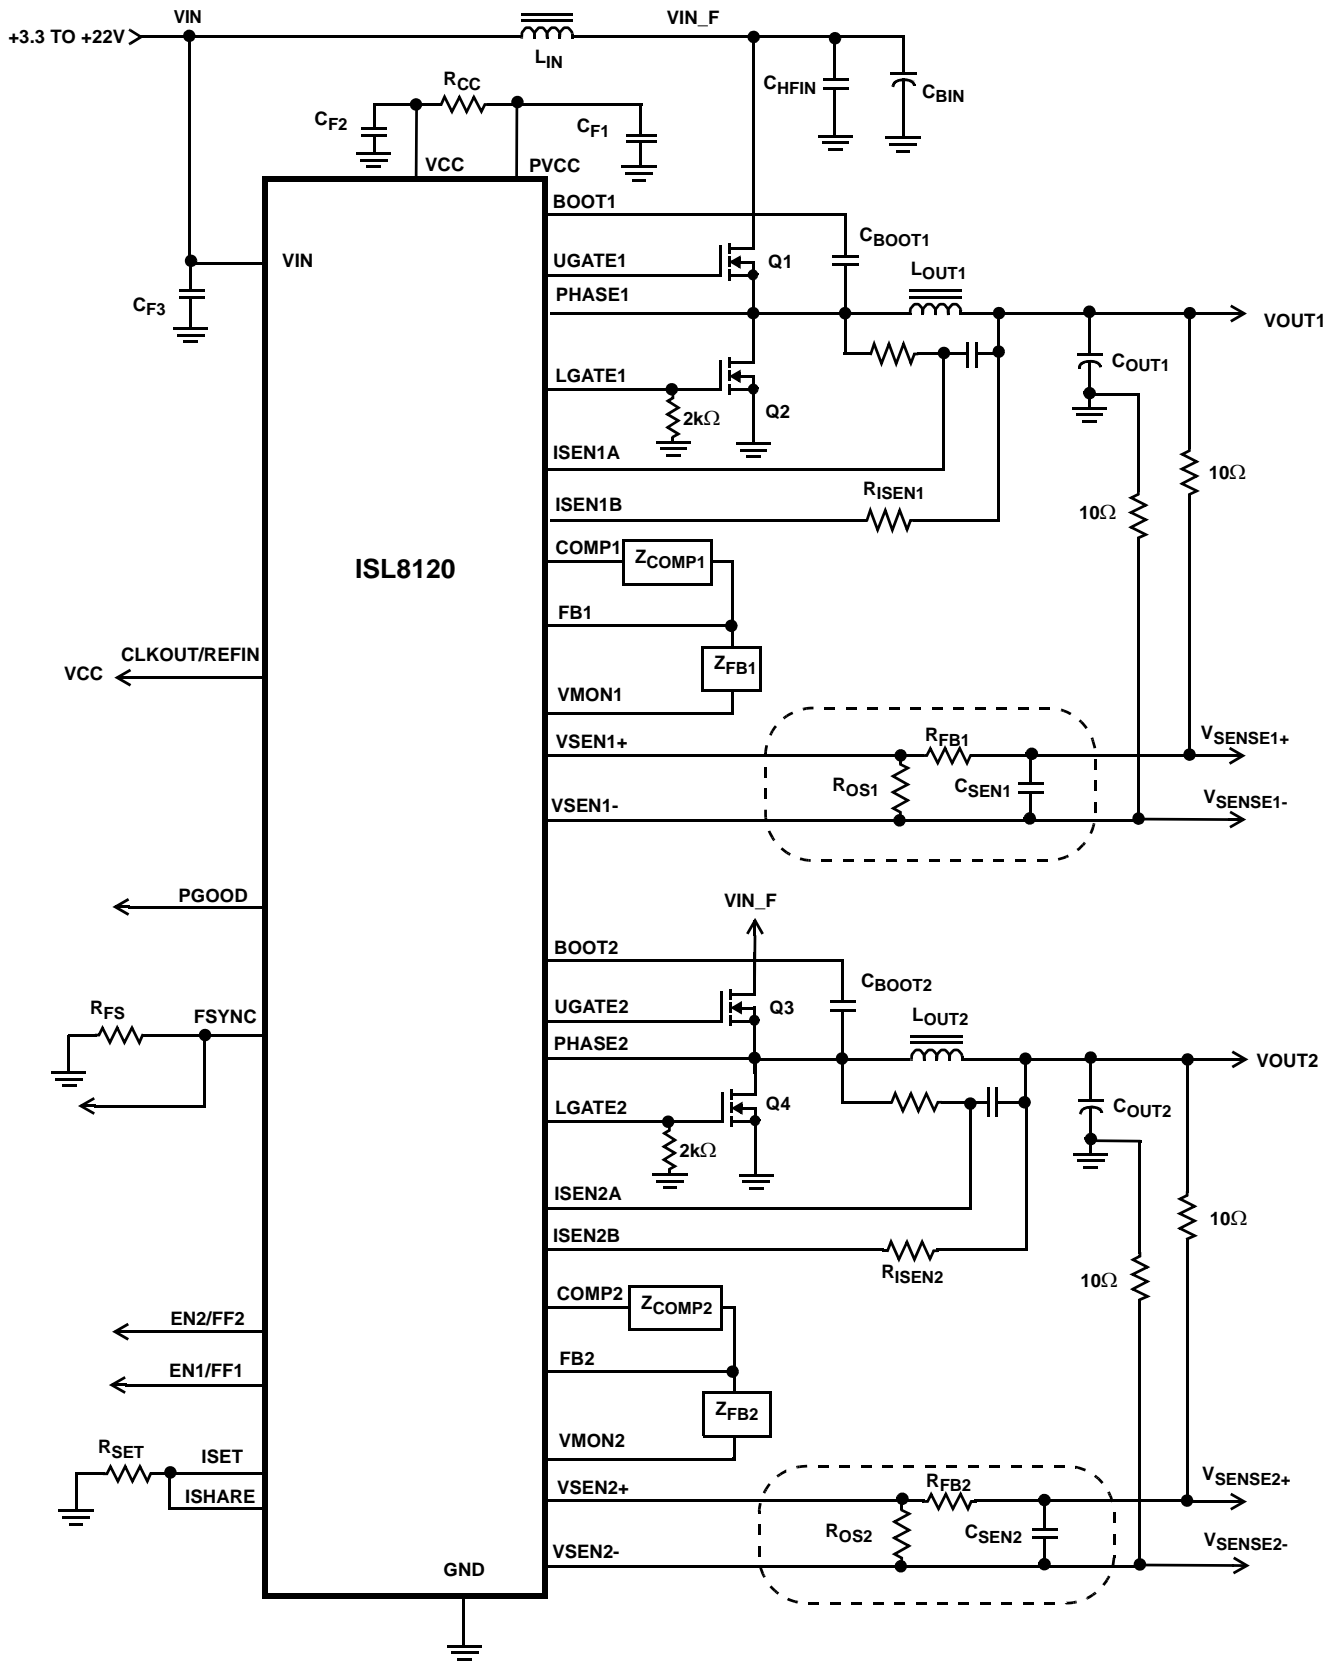 VIN
VIN_F
+3.3 TO +22V
LIN
RCC
CHFIN
CBIN
CF2
CF1
VCC
PVCC
BOOT1
CBOOT1
VIN
UGATE1
Q1
LOUT1
PHASE1
CF3
VOUT1
COUT1
LGATE1
Q2
2kΩ
ISEN1A
10Ω
RISEN1
ISEN1B
10Ω
COMP1
ZCOMP1
ISL8120
FB1
CLKOUT/REFIN
VCC
ZFB1
VMON1
VSEN1+
RFB1
VSENSE1+
ROS1
CSEN1
VSEN1-
VSENSE1-
PGOOD
VIN_F
BOOT2
CBOOT2
RFS
FSYNC
UGATE2
Q3
LOUT2
PHASE2
VOUT2
LGATE2
Q4
COUT2
2kΩ
ISEN2A
10Ω
ISEN2B
RISEN2
10Ω
COMP2
ZCOMP2
EN2/FF2
FB2
EN1/FF1
ZFB2
VMON2
RSET
ISET
ISHARE
VSEN2+
RFB2
VSENSE2+
ROS2
CSEN2
VSEN2-
VSENSE2-
GND